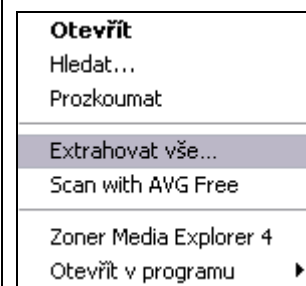 Otevřít
Hledat...
Prozkoumat
Extrahovat vše...
Scan with AVG Free
Zoner Media Explorer 4
Otevřít v programu